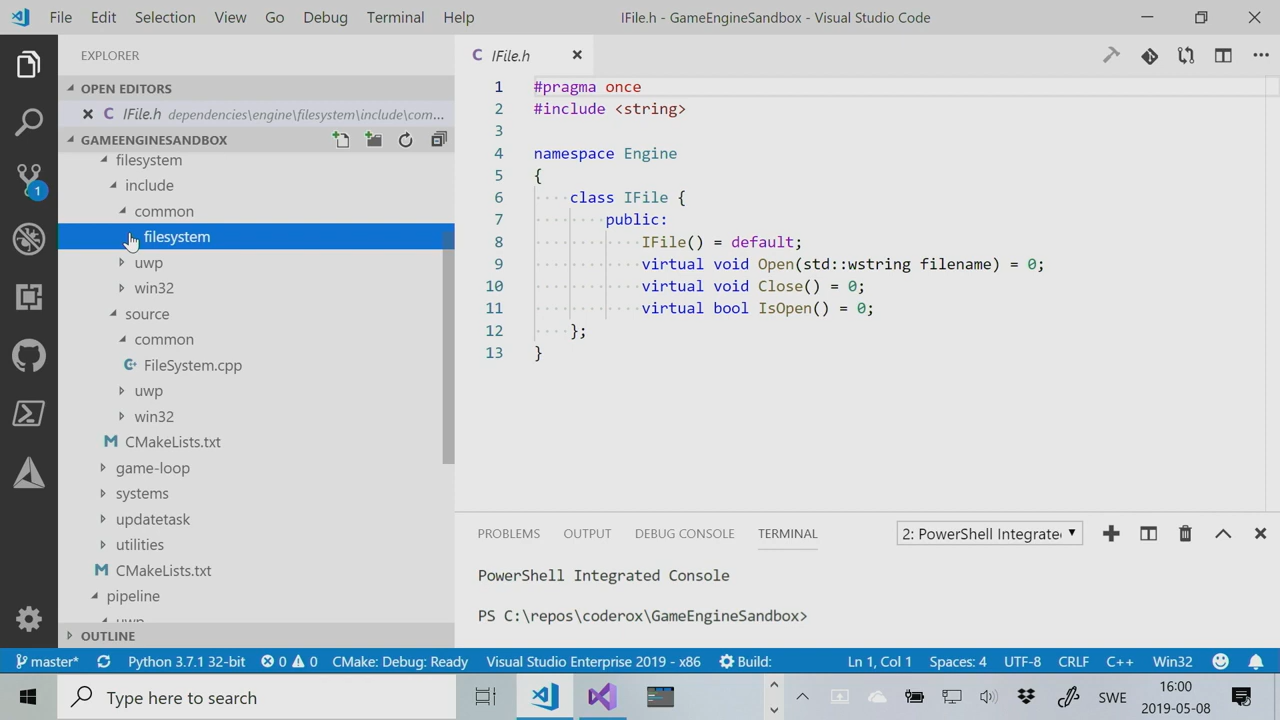 File Edit Selection View Go Debug Terminal Help IFile.h - GameEngineSandbox - Visual Studio Code
EXPLORER
OPEN EDITORS
IFile.h dependencies\engine\filesystem\include\com...
GAMEENGINESANDBOX
filesystem
include
common
filesystem
uwp
win32
source
common
FileSystem.cpp
uwp
win32
CMakeLists.txt
game-loop
systems
updatetask
utilities
CMakeLists.txt
pipeline
uwp
OUTLINE
1
IFile.h
1 #pragma once
2 #include <string>
3
4 namespace Engine
5 {
6 ····class IFile {
7 ········public:
8 ············IFile() = default;
9 ············virtual void Open(std::wstring filename) = 0;
10 ············virtual void Close() = 0;
11 ············virtual bool IsOpen() = 0;
12 ····};
13 }
PROBLEMS OUTPUT DEBUG CONSOLE TERMINAL 2: PowerShell Integrate
PowerShell Integrated Console
PS C:\repos\coderox\GameEngineSandbox>
master* Python 3.7.1 32-bit 0 0 CMake: Debug: Ready Visual Studio Enterprise 2019 - x86 Build: Ln 1, Col 1 Spaces: 4 UTF-8 CRLF C++ Win32
Type here to search SWE 16:00
2019-05-08